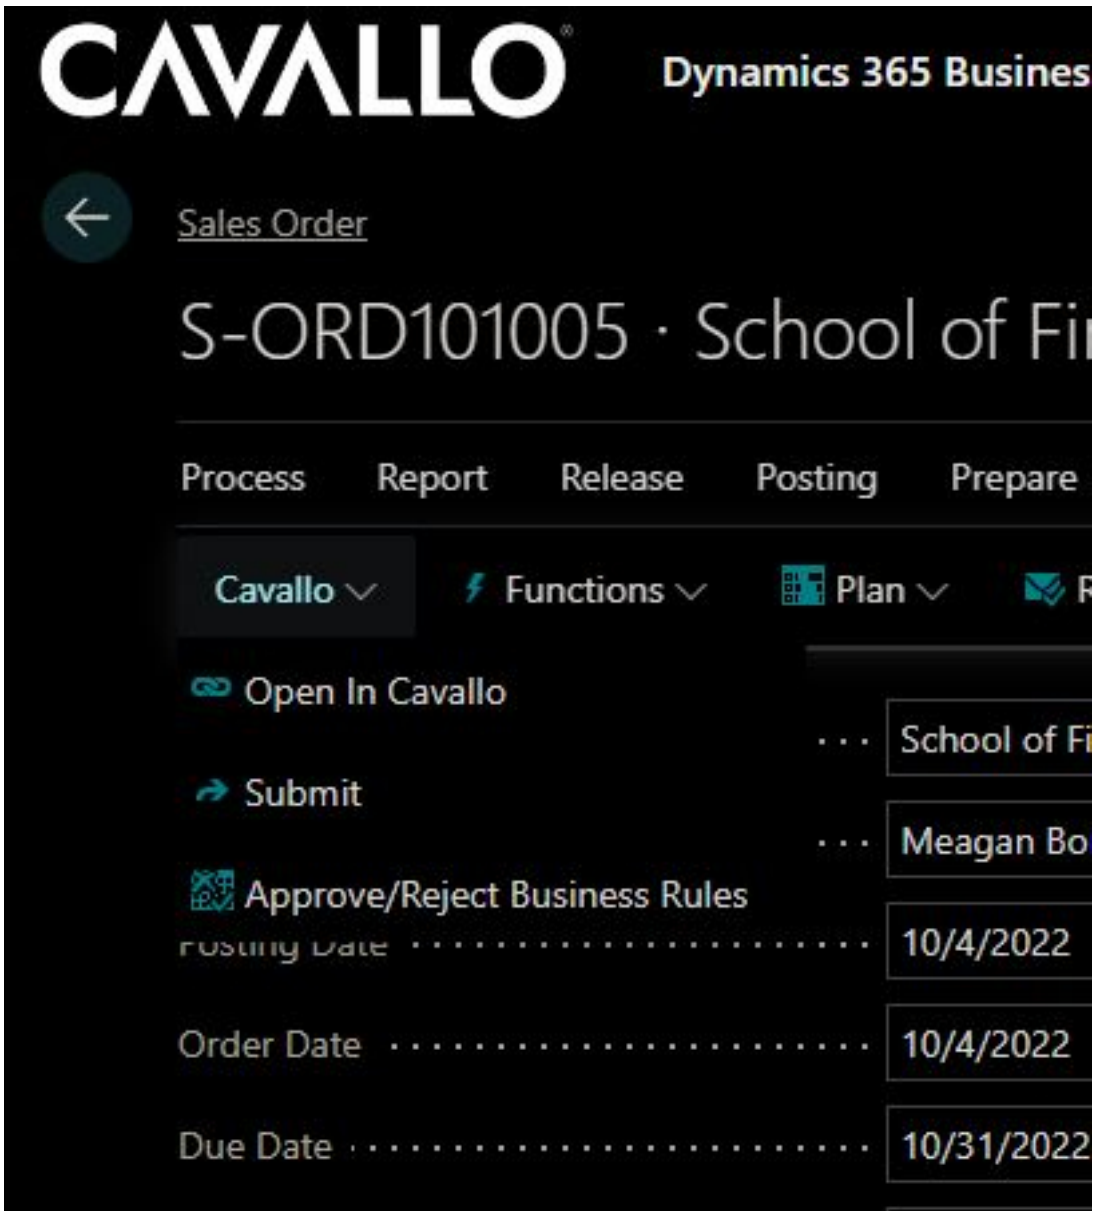 CAVALLO®
Dynamics 365 Busines
Sales Order
S-ORD101005 · School of Fi
Process Report Release Posting Prepare
Cavallo Functions Plan R
Open In Cavallo
School of Fi
Submit
Meagan Bo
Approve/Reject Business Rules
Posting Date 10/4/2022
Order Date 10/4/2022
Due Date 10/31/2022